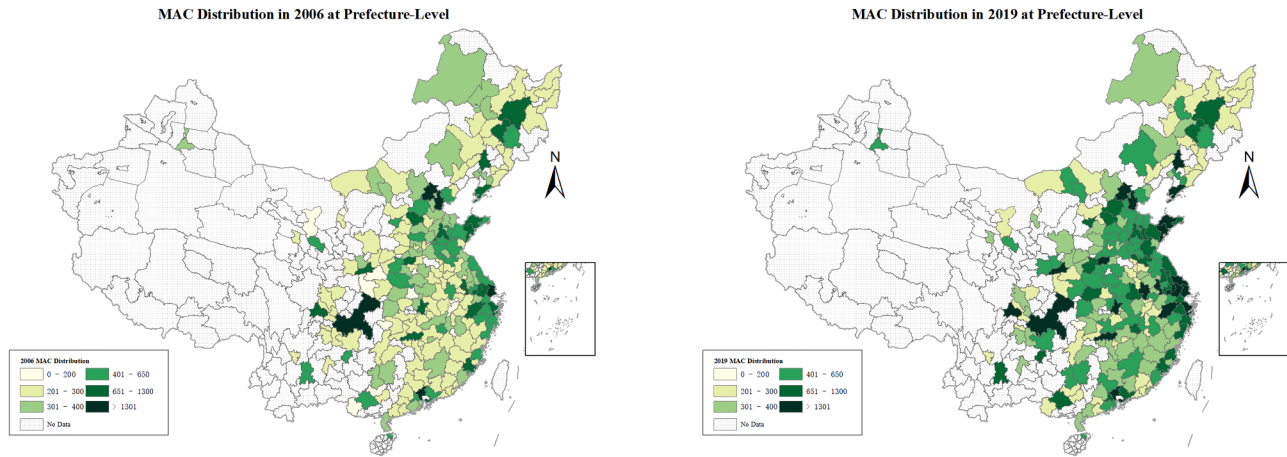 MAC Distribution in 2006 at Prefecture-Level
N
2006 MAC Distribution
0 - 200
401 - 650
201 - 300
651 - 1300
301 - 400
> 1301
No Data
MAC Distribution in 2019 at Prefecture-Level
N
2019 MAC Distribution
0 - 200
401 - 650
201 - 300
651 - 1300
301 - 400
> 1301
No Data